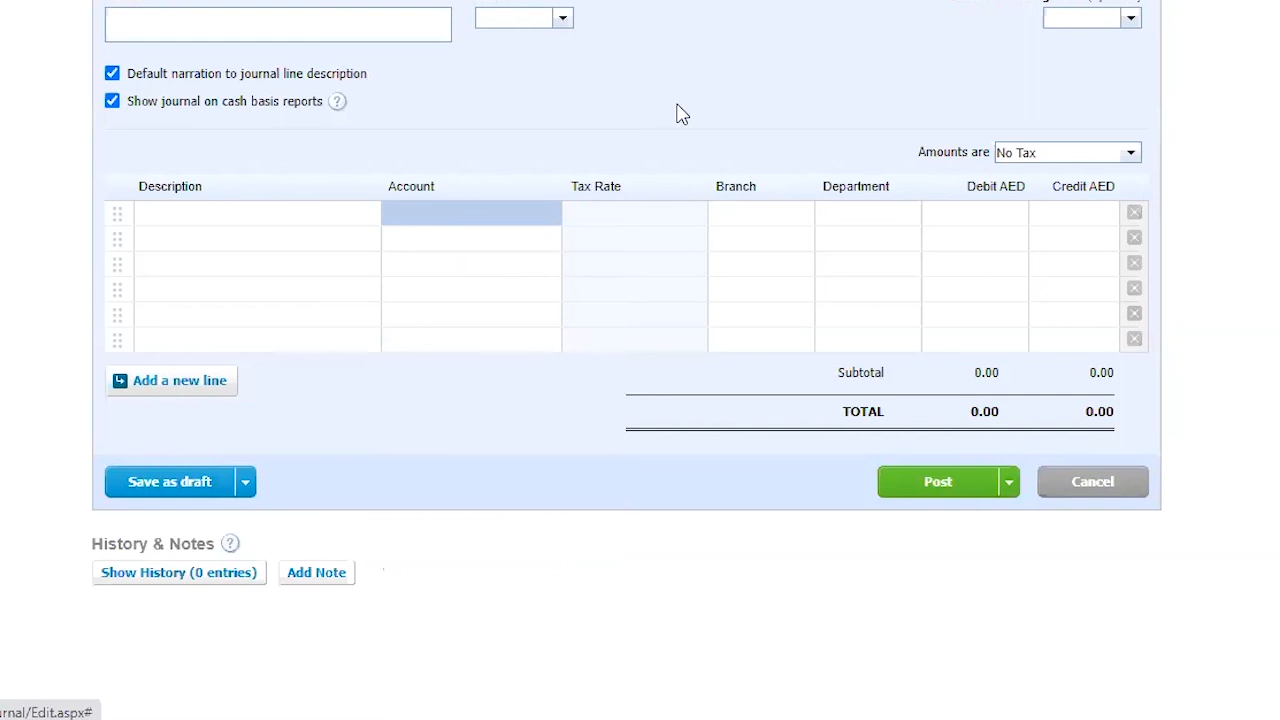 Default narration to journal line description
Show journal on cash basis reports ?
Amounts are No Tax
Description Account Tax Rate Branch Department Debit AED Credit AED
Subtotal 0.00 0.00
Add a new line
TOTAL 0.00 0.00
Save as draft Post Cancel
History & Notes ?
Show History (0 entries) Add Note
urnal/Edit.aspx#